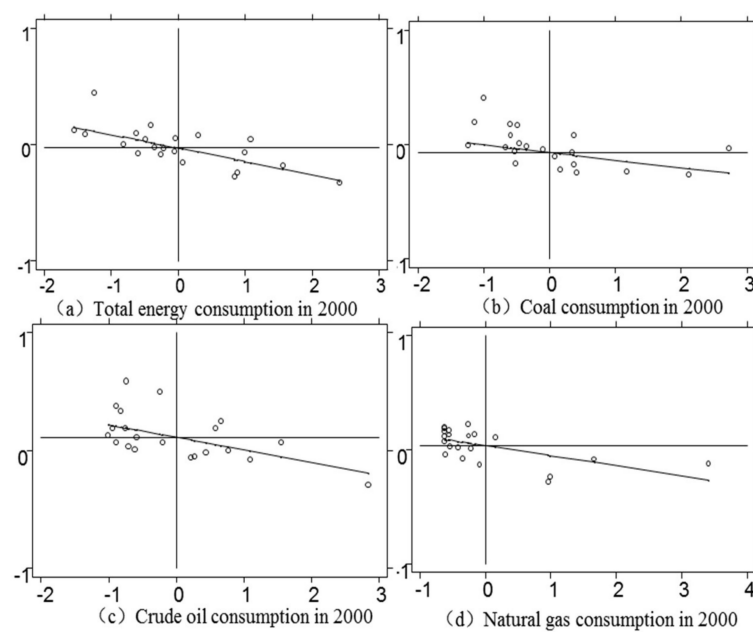 1
1
0
0
-1
-1
-2 -1 0 1 2 3
-2 -1 0 1 2 3
（a）Total energy consumption in 2000
（b）Coal consumption in 2000
1
1
0
0
-1
-1
-2 -1 0 1 2 3
-1 0 1 2 3 4
（c）Crude oil consumption in 2000
（d）Natural gas consumption in 2000